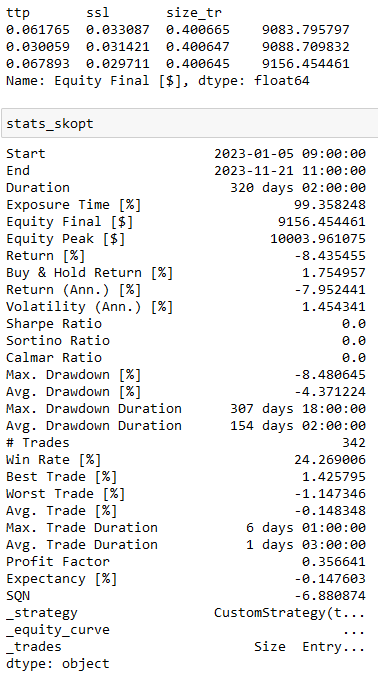 ttp ssl size_tr
0.061765 0.033087 0.400665 9083.795797
0.030059 0.031421 0.400647 9088.709832
0.067893 0.029711 0.400645 9156.454461
Name: Equity Final [$], dtype: float64
stats_skopt
Start 2023-01-05 09:00:00
End 2023-11-21 11:00:00
Duration 320 days 02:00:00
Exposure Time [%] 99.358248
Equity Final [$] 9156.454461
Equity Peak [$] 10003.961075
Return [%] -8.435455
Buy & Hold Return [%] 1.754957
Return (Ann.) [%] -7.952441
Volatility (Ann.) [%] 1.454341
Sharpe Ratio 0.0
Sortino Ratio 0.0
Calmar Ratio 0.0
Max. Drawdown [%] -8.480645
Avg. Drawdown [%] -4.371224
Max. Drawdown Duration 307 days 18:00:00
Avg. Drawdown Duration 154 days 02:00:00
# Trades 342
Win Rate [%] 24.269006
Best Trade [%] 1.425795
Worst Trade [%] -1.147346
Avg. Trade [%] -0.148348
Max. Trade Duration 6 days 01:00:00
Avg. Trade Duration 1 days 03:00:00
Profit Factor 0.356641
Expectancy [%] -0.147603
SQN -6.880874
_strategy CustomStrategy(t...
_equity_curve ...
_trades Size Entry...
dtype: object